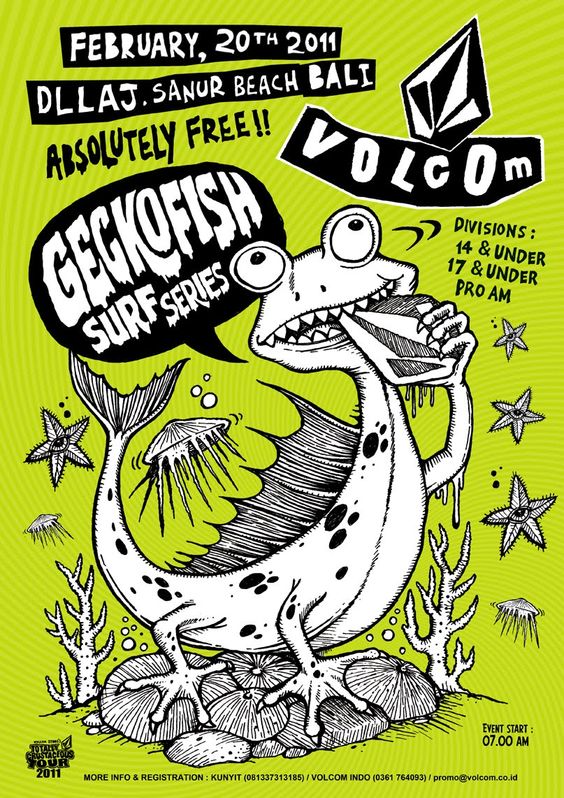 FEBRUARY, 20TH 2011
DLLAJ. SANUR BEACH BALI
ABSOLUTELY FREE!!
VOLCOM
GECKOFISH
SURF SERIES
DIVISIONS :
14 & UNDER
17 & UNDER
PRO AM
EVENT START :
07.00 AM
TOTALLY
CRUSTACEOUS
TOUR
2011
MORE INFO & REGISTRATION : KUNYIT (081337313185) / VOLCOM INDO (0361 764093) / promo@volcom.co.id